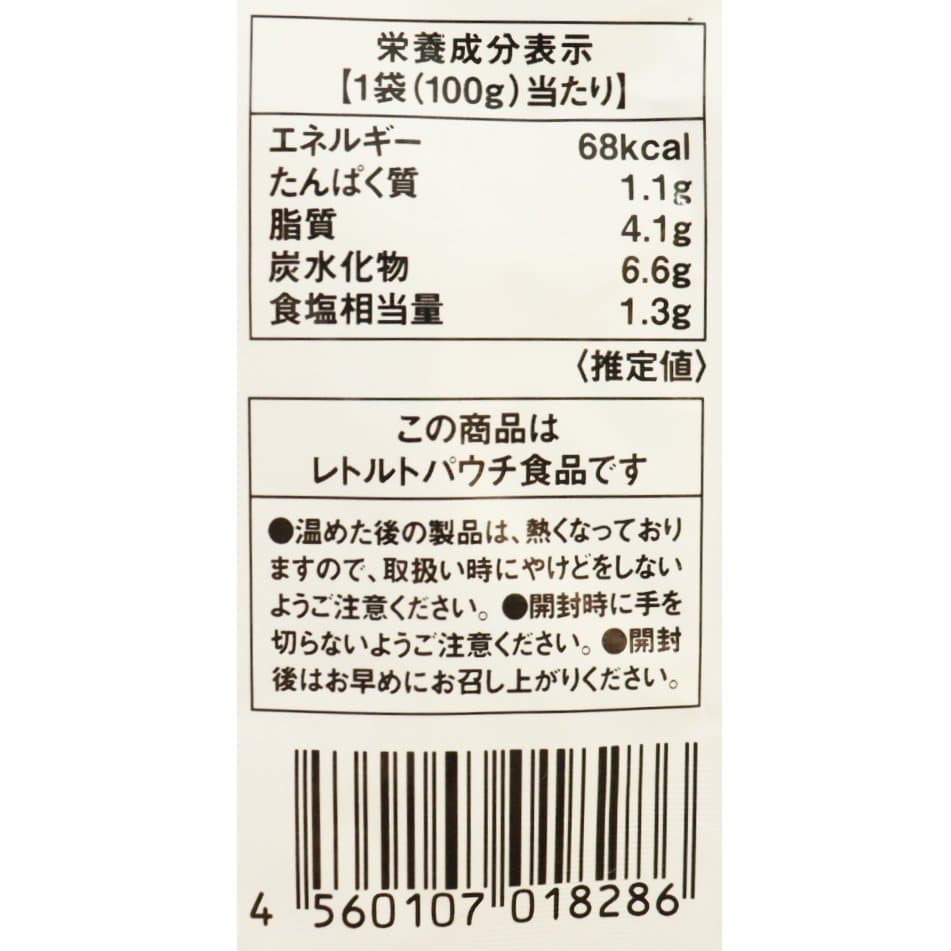 栄養成分表示
【1袋(100g)当たり】
エネルギー 68kcal
たんぱく質 1.1g
脂質 4.1g
炭水化物 6.6g
食塩相当量 1.3g
〈推定値〉
この商品は
レトルトパウチ食品です
●温めた後の製品は、熱くなっており
ますので、取扱い時にやけどをしない
ようご注意ください。●開封時に手を
切らないようご注意ください。●開封
後はお早めにお召し上がりください。
4 560107 018286